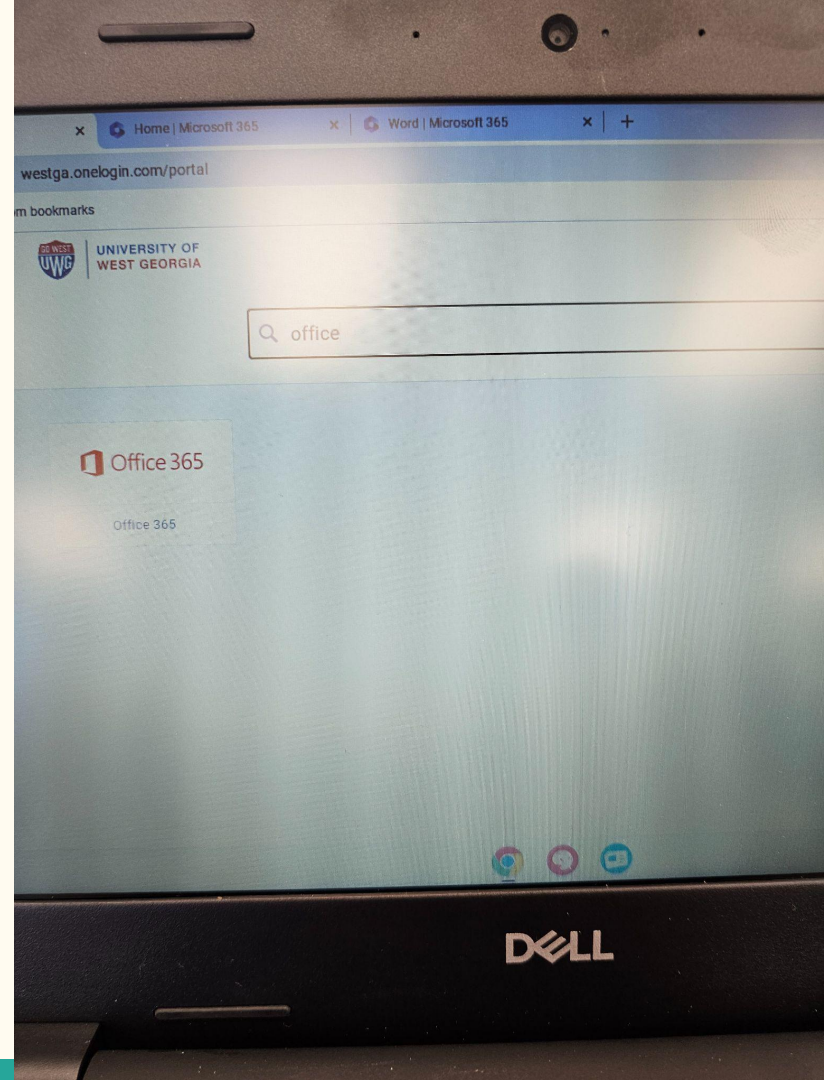 Home | Microsoft 365
Word | Microsoft 365
westga.onelogin.com/portal
m bookmarks
GO WEST
UWG
UNIVERSITY OF
WEST GEORGIA
office
Office 365
Office 365
DELL